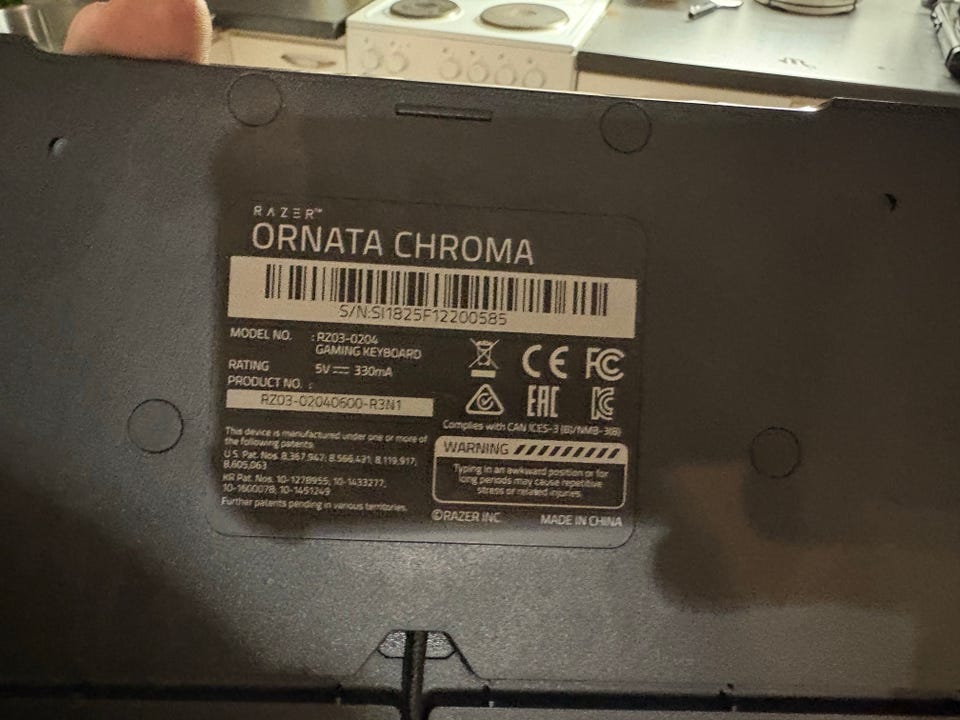 RAZER™
ORNATA CHROMA
S/N:SI1825F12200585
MODEL NO. : RZ03-0204
GAMING KEYBOARD
RATING 5V⎓ 330mA
PRODUCT NO. :
RZ03-02040600-R3N1
CE FC
EAC
Complies with CAN ICES-3 (B)/NMB-3(B)
This device is manufactured under one or more of
the following patents:
U.S. Pat. Nos. 8,367,947; 8,566,431; 8,119,917;
8,605,063
KR Pat. Nos. 10-1278955; 10-1433277;
10-1600078; 10-1451249
Further patents pending in various territories.
WARNING
Typing in an awkward position or for
long periods may cause repetitive
stress or related injuries.
©RAZER INC. MADE IN CHINA